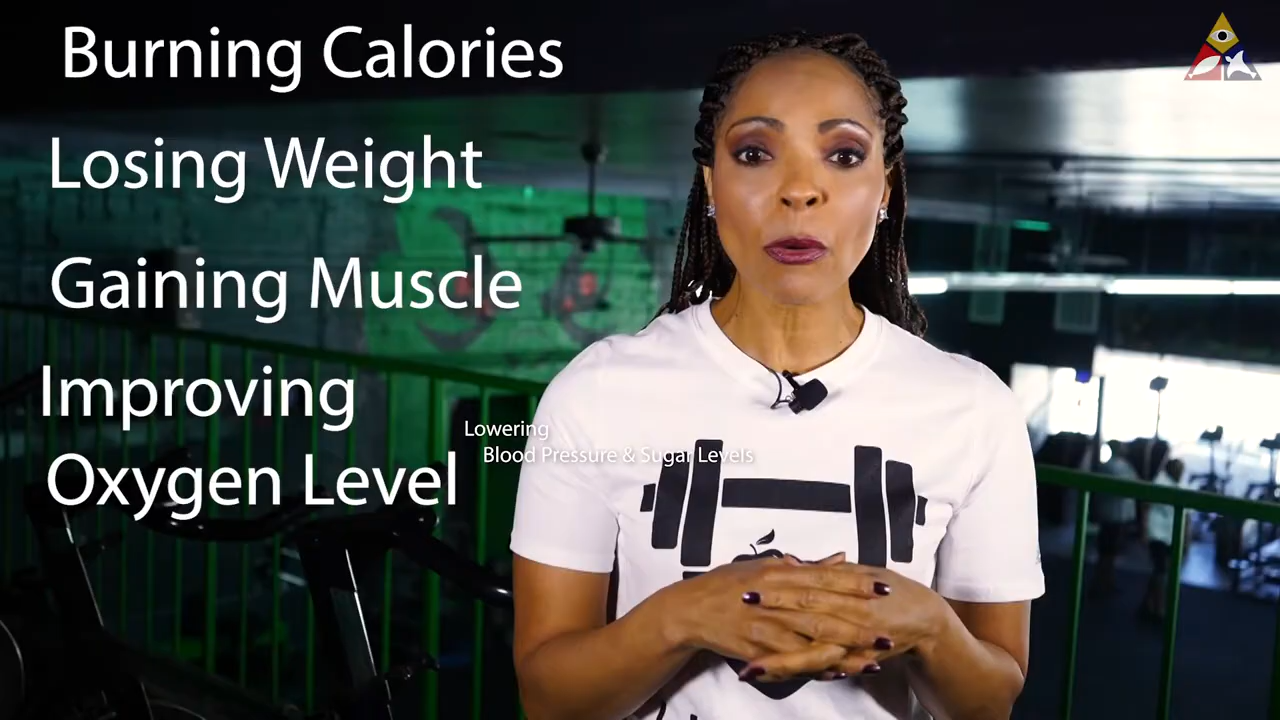 Burning Calories
Losing Weight
Gaining Muscle
Improving
Oxygen Level
Lowering
Blood Pressure & Sugar Levels